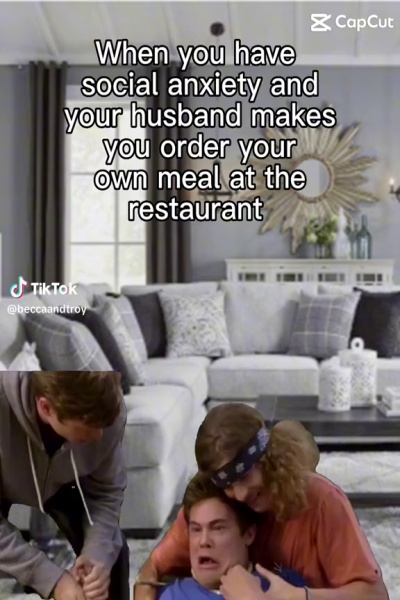 CapCut
When you have
social anxiety and
your husband makes
you order your
own meal at the
restaurant
TikTok
@beccaandtroy